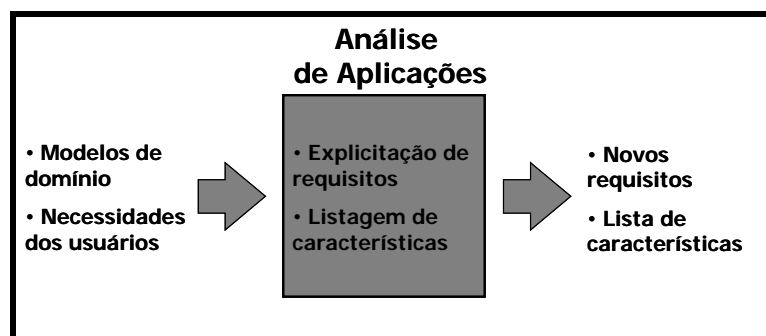 Análise
de Aplicações
• Modelos de
domínio
• Necessidades
dos usuários
• Explicitação de
requisitos
• Listagem de
características
• Novos
requisitos
• Lista de
características